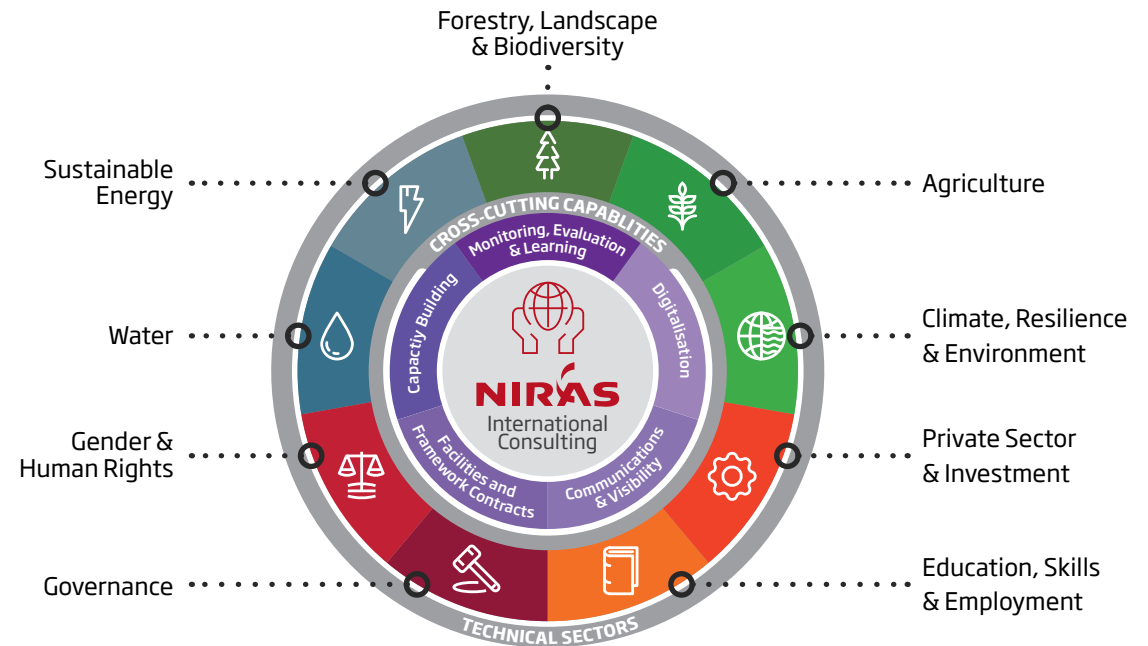 Forestry, Landscape
& Biodiversity
Sustainable
Energy
Agriculture
CROSS-CUTTING CAPABLITIES
Monitoring, Evaluation
& Learning
Capactiy Building
Digitalisation
Water
Climate, Resilience
& Environment
NIRAS
International
Consulting
Gender &
Human Rights
Private Sector
& Investment
Facilities and
Framework Contracts
Communications
& Visibility
Governance
Education, Skills
& Employment
TECHNICAL SECTORS